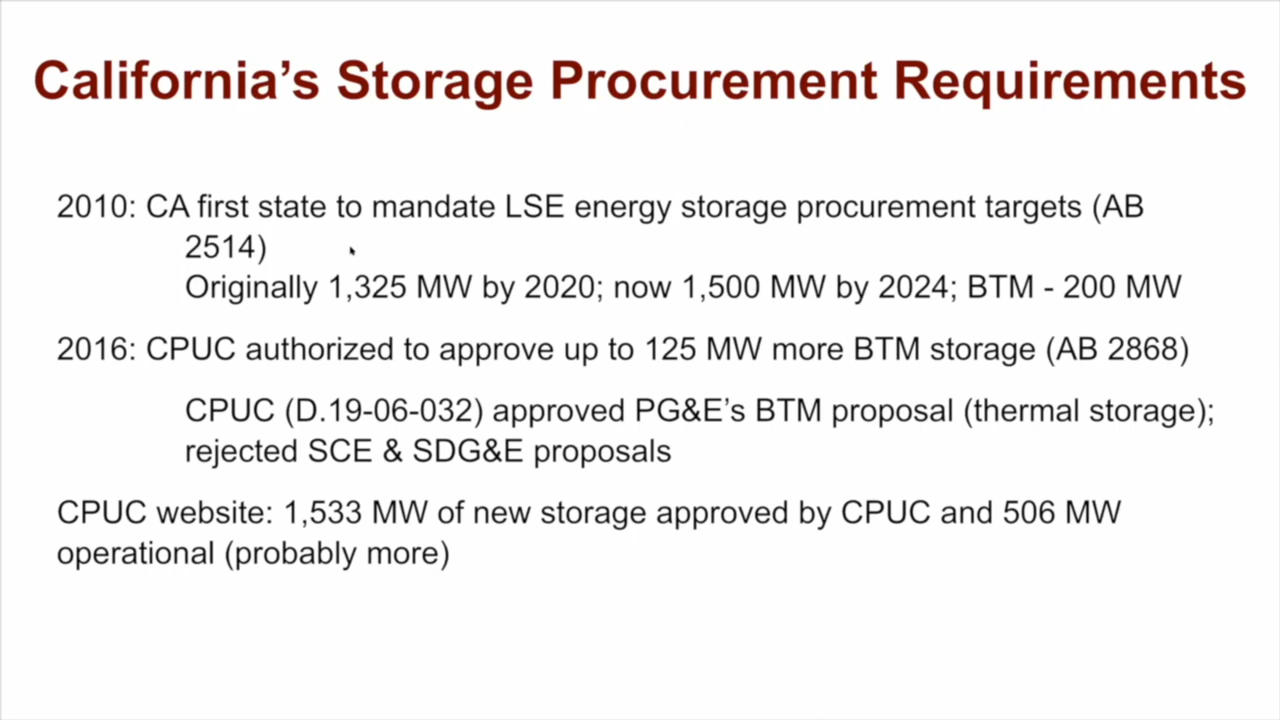 California’s Storage Procurement Requirements
2010: CA first state to mandate LSE energy storage procurement targets (AB
2514)
Originally 1,325 MW by 2020; now 1,500 MW by 2024; BTM - 200 MW
2016: CPUC authorized to approve up to 125 MW more BTM storage (AB 2868)
CPUC (D.19-06-032) approved PG&E’s BTM proposal (thermal storage);
rejected SCE & SDG&E proposals
CPUC website: 1,533 MW of new storage approved by CPUC and 506 MW
operational (probably more)